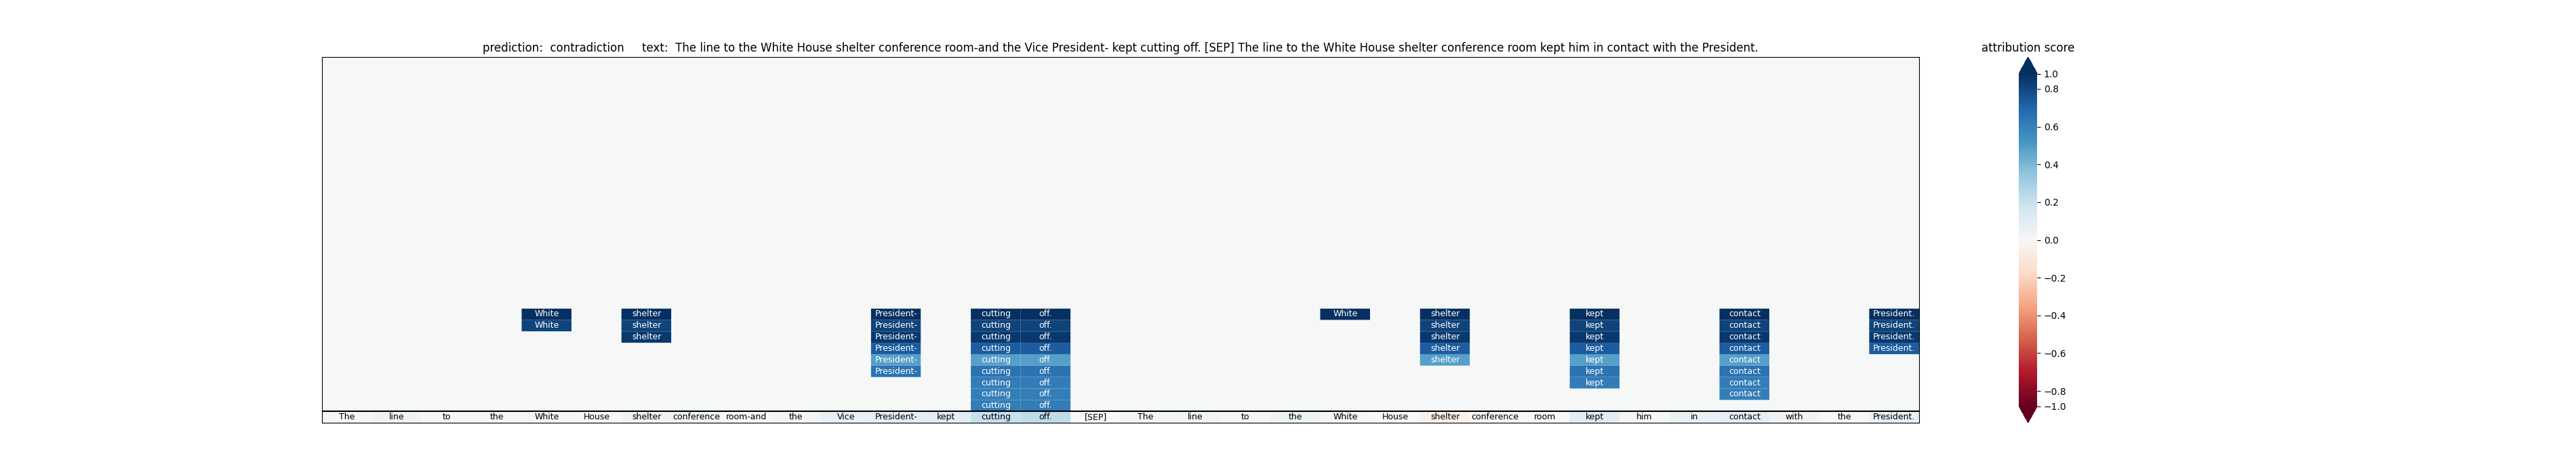 prediction:  contradiction     text:  The line to the White House shelter conference room-and the Vice President- kept cutting off. [SEP] The line to the White House shelter conference room kept him in contact with the President.
attribution score
White shelter President- cutting off. White shelter kept contact President.
White shelter President- cutting off. shelter kept contact President.
shelter President- cutting off. shelter kept contact President.
President- cutting off. shelter kept contact President.
President- cutting off. shelter kept contact
President- cutting off. kept contact
cutting off. kept contact
cutting off. contact
cutting off.
The line to the White House shelter conference room-and the Vice President- kept cutting off. [SEP] The line to the White House shelter conference room kept him in contact with the President.
1.0
0.8
0.6
0.4
0.2
0.0
−0.2
−0.4
−0.6
−0.8
−1.0